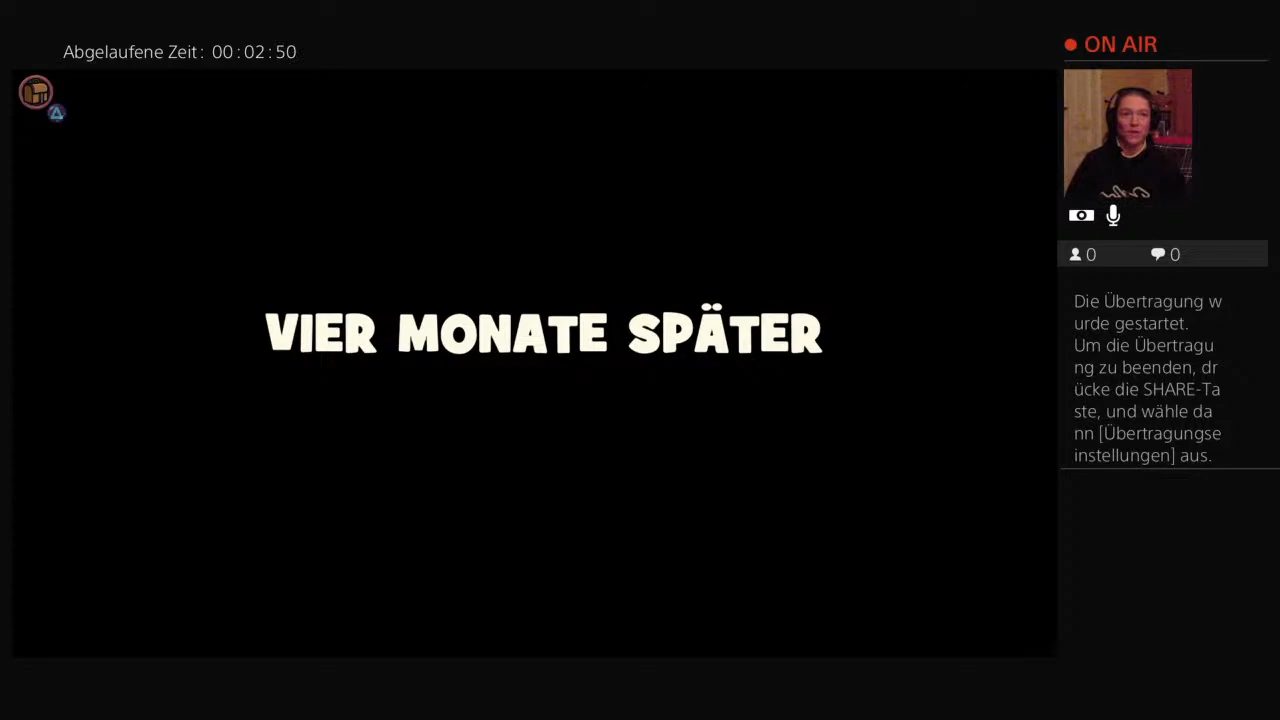 Abgelaufene Zeit: 00:02:50
ON AIR
0 0
VIER MONATE SPÄTER
Die Übertragung w
urde gestartet.
Um die Übertragu
ng zu beenden, dr
ücke die SHARE-Ta
ste, und wähle da
nn [Übertragungse
instellungen] aus.